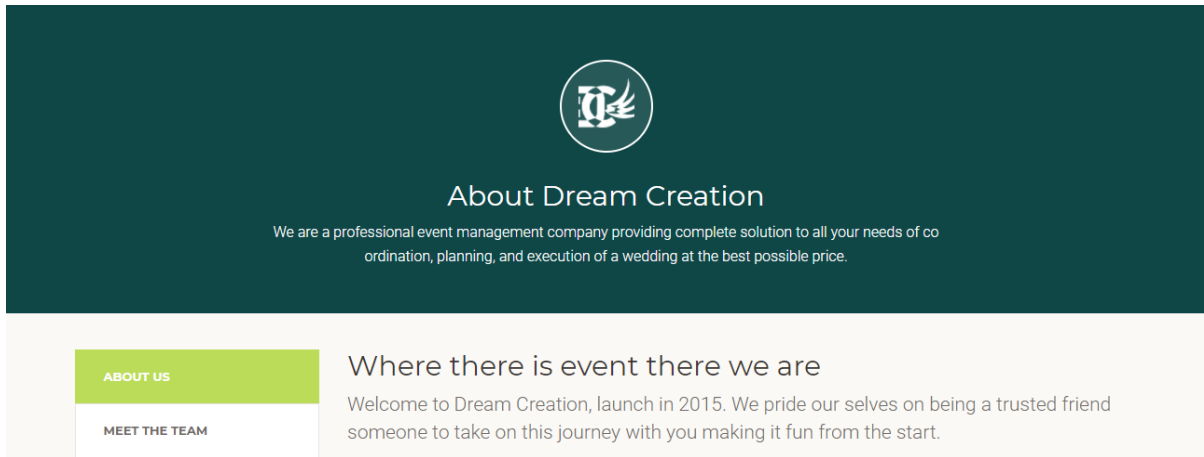 About Dream Creation
We are a professional event management company providing complete solution to all your needs of co
ordination, planning, and execution of a wedding at the best possible price.
ABOUT US
MEET THE TEAM
Where there is event there we are
Welcome to Dream Creation, launch in 2015. We pride our selves on being a trusted friend
someone to take on this journey with you making it fun from the start.